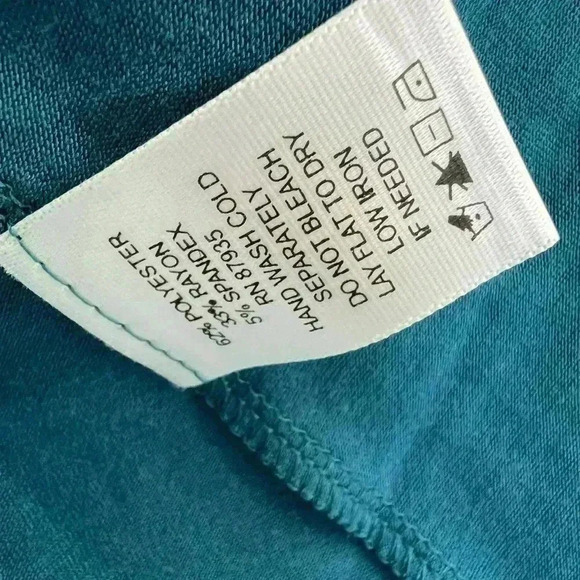 62% POLYESTER
33% RAYON
5% SPANDEX
RN 87935
HAND WASH COLD
SEPARATELY
DO NOT BLEACH
LAY FLAT TO DRY
LOW IRON
IF NEEDED